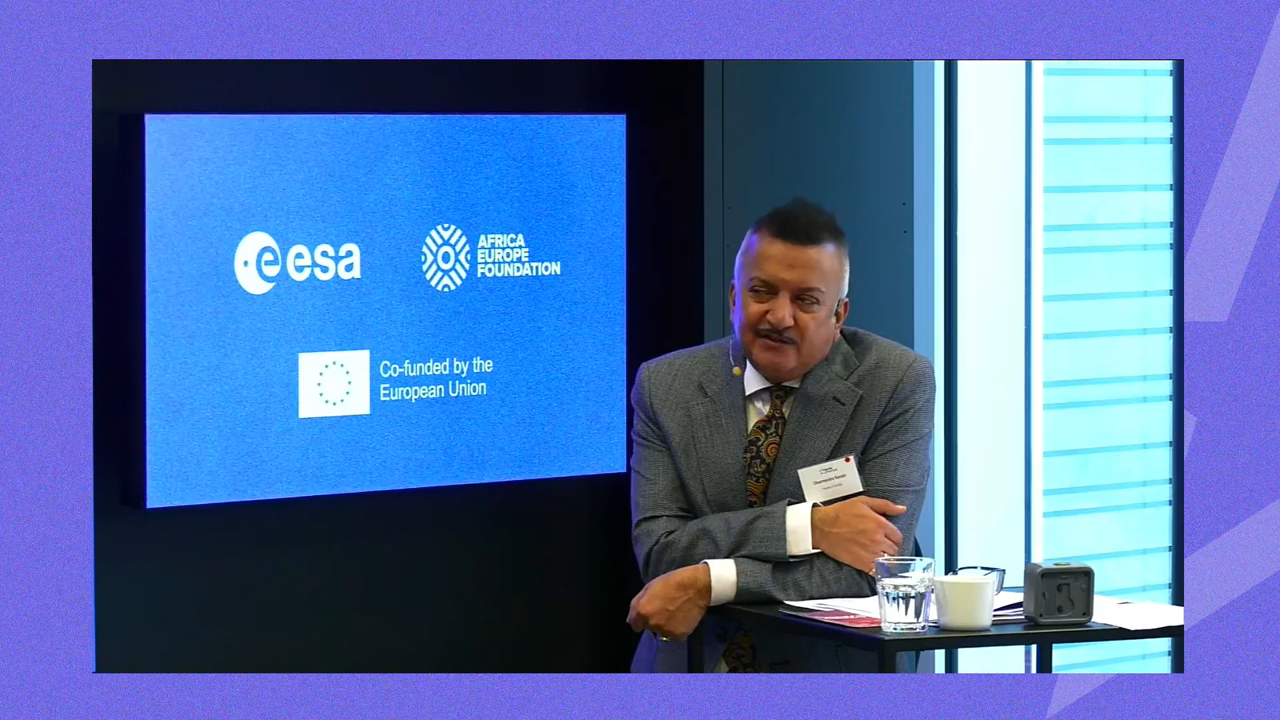 esa
AFRICA
EUROPE
FOUNDATION
Co-funded by the
European Union